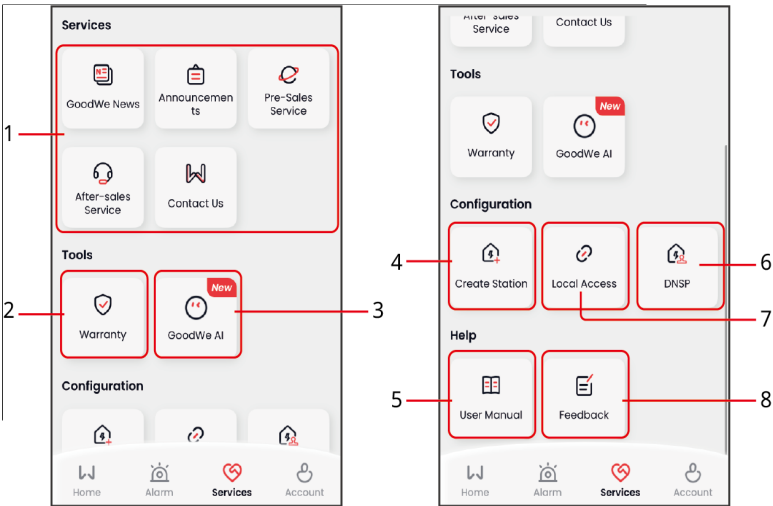 Services
GoodWe News
Announcemen
ts
Pre-Sales
Service
1
After-sales
Service
Contact Us
Tools
2
Warranty
New
GoodWe AI
3
Configuration
Home
Alarm
Services
Account
After-sales
Service
Contact Us
Tools
Warranty
New
GoodWe AI
Configuration
4
Create Station
Local Access
DNSP
6
7
Help
5
User Manual
Feedback
8
Home
Alarm
Services
Account